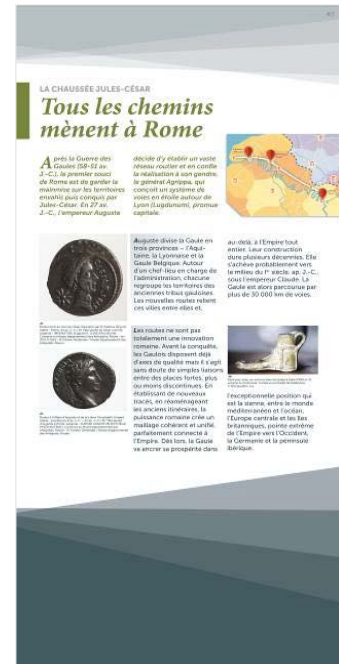 LA CHAUSSÉE JULES-CÉSAR
Tous les chemins
mènent à Rome
Après la Guerre des
Gaules (58-51 av.
J.-C.), le premier souci
de Rome est de garder la
mainmise sur les territoires
envahis puis conquis par
Jules-César. En 27 av.
J.-C., l'empereur Auguste
décide d'y établir un vaste
réseau routier et en confie
la réalisation à son gendre,
le général Agrippa, qui
conçoit un système de
voies en étoile autour de
Lyon (Lugdunum), promue
capitale.
Auguste divise la Gaule en
trois provinces – l'Aqui-
taine, la Lyonnaise et la
Gaule Belgique. Autour
d'un chef-lieu en charge de
l'administration, chacune
regroupe les territoires des
anciennes tribus gauloises.
Les nouvelles routes relient
ces villes entre elles et,
au-delà, à l'Empire tout
entier. Leur construction
dure plusieurs décennies. Elle
s'achève probablement vers
le milieu du Iᵉʳ siècle, ap. J.-C.,
sous l'empereur Claude. La
Gaule est alors parcourue par
plus de 30 000 km de voies.
Les routes ne sont pas
totalement une innovation
romaine. Avant la conquête,
les Gaulois disposent déjà
d'axes de qualité mais il s'agit
sans doute de simples liaisons
entre des places fortes, plus
ou moins discontinues. En
établissant de nouveaux
tracés, en réaménageant
les anciens itinéraires, la
puissance romaine crée un
maillage cohérent et unifié,
parfaitement connecté à
l'Empire. Dès lors, la Gaule
va ancrer sa prospérité dans
l'exceptionnelle position qui
est la sienne, entre le monde
méditerranéen et l'océan,
l'Europe centrale et les îles
britanniques, pointe extrême
de l'Empire vers l'Occident,
la Germanie et la péninsule
ibérique.